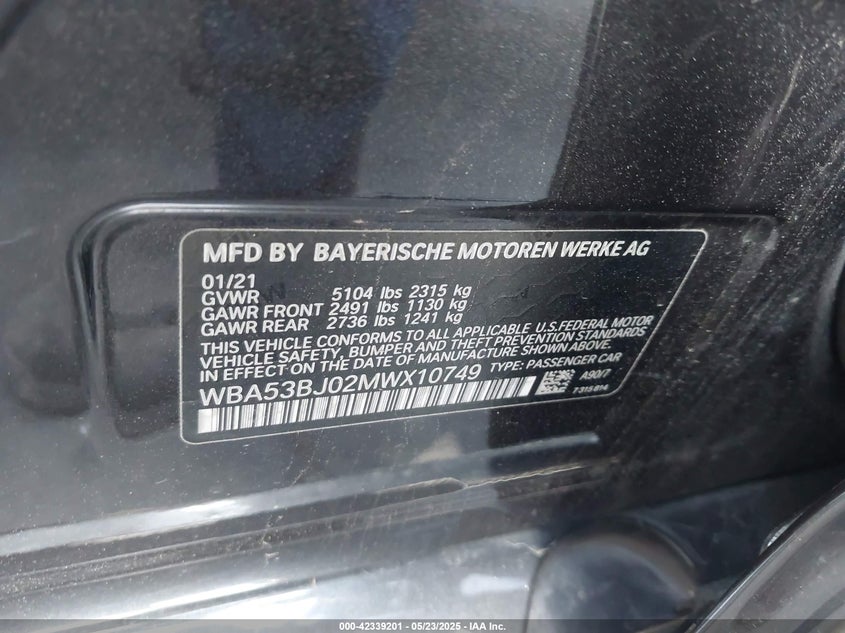 MFD BY BAYERISCHE MOTOREN WERKE AG
01/21
GVWR 5104 lbs 2315 kg
GAWR FRONT 2491 lbs 1130 kg
GAWR REAR 2736 lbs 1241 kg
THIS VEHICLE CONFORMS TO ALL APPLICABLE U.S.FEDERAL MOTOR
VEHICLE SAFETY, BUMPER AND THEFT PREVENTION STANDARDS
IN EFFECT ON THE DATE OF MANUFACTURE SHOWN ABOVE.
WBA53BJ02MWX10749 TYPE: PASSENGER CAR
A90/7
7315814
000-42339201 - 05/23/2025 - IAA Inc.